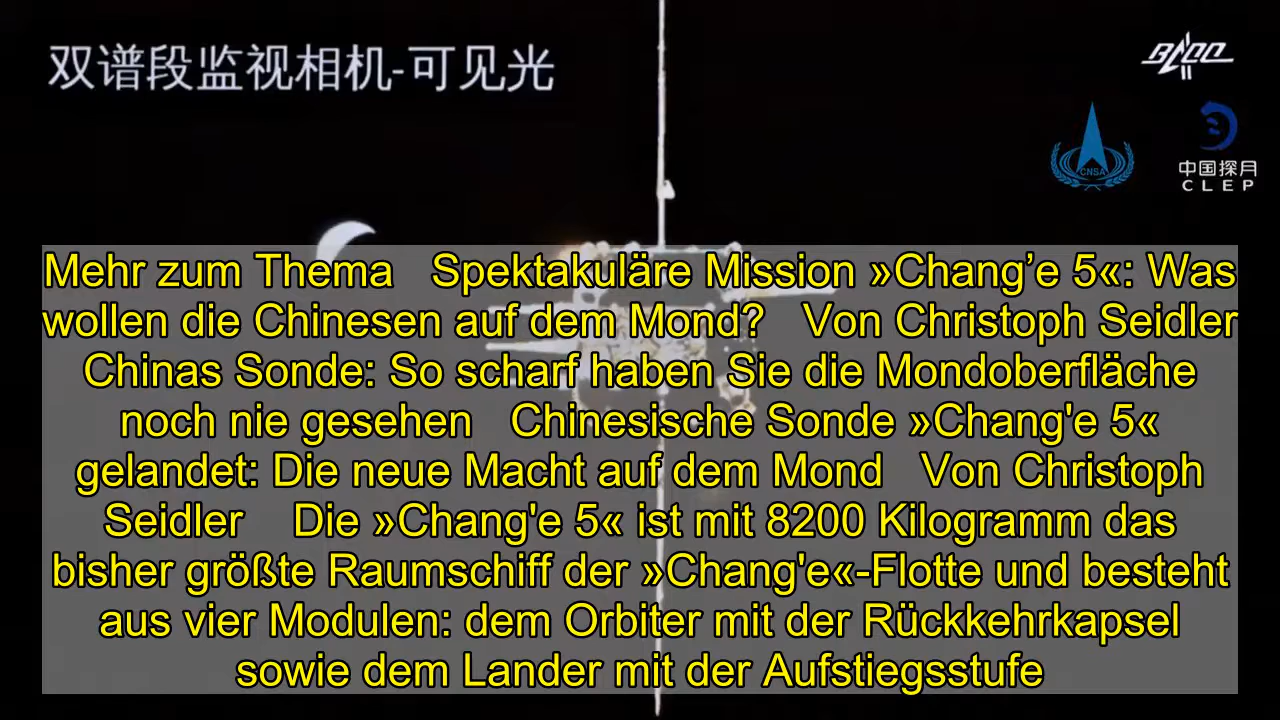 双谱段监视相机-可见光
BACC
CNSA
中国探月
CLEP
Mehr zum Thema Spektakuläre Mission »Chang’e 5«: Was
wollen die Chinesen auf dem Mond? Von Christoph Seidler
Chinas Sonde: So scharf haben Sie die Mondoberfläche
noch nie gesehen Chinesische Sonde »Chang'e 5«
gelandet: Die neue Macht auf dem Mond Von Christoph
Seidler Die »Chang'e 5« ist mit 8200 Kilogramm das
bisher größte Raumschiff der »Chang'e«-Flotte und besteht
aus vier Modulen: dem Orbiter mit der Rückkehrkapsel
sowie dem Lander mit der Aufstiegsstufe